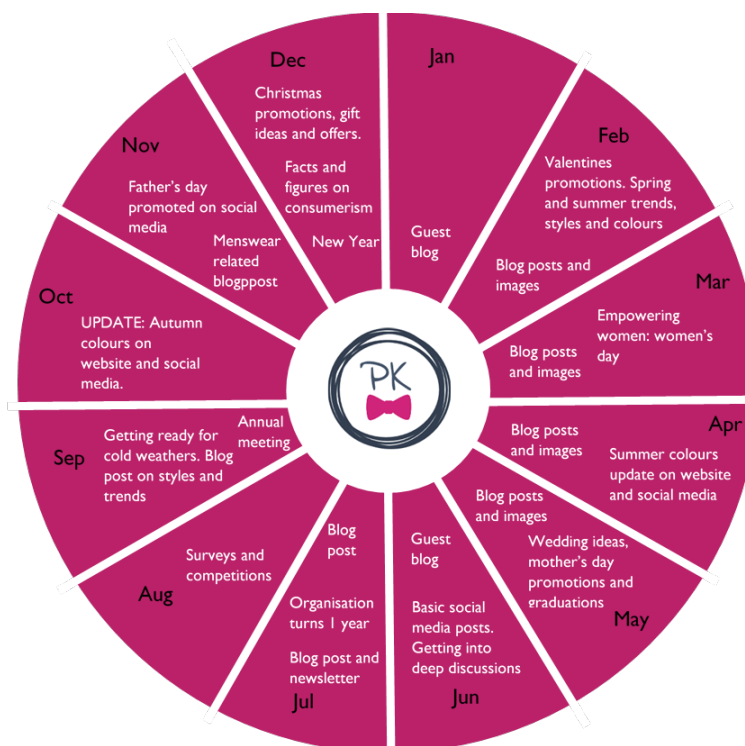 Jan
Guest
blog
Feb
Valentines
promotions. Spring
and summer trends,
styles and colours
Blog posts and
images
Mar
Empowering
women: women's
day
Blog posts
and images
Apr
Blog posts
and images
Summer colours
update on website
and social media
May
Blog posts
and images
Wedding ideas,
mother's day
promotions and
graduations
Jun
Guest
blog
Basic social
media posts.
Getting into
deep discussions
Jul
Blog
post
Organisation
turns 1 year
Blog post and
newsletter
Aug
Surveys and
competitions
Sep
Annual
meeting
Getting ready for
cold weathers. Blog
post on styles and
trends
Oct
UPDATE: Autumn
colours on
website and social
media.
Nov
Father's day
promoted on social
media
Menswear
related
blogppost
Dec
Christmas
promotions, gift
ideas and offers.
Facts and
figures on
consumerism
New Year
PK